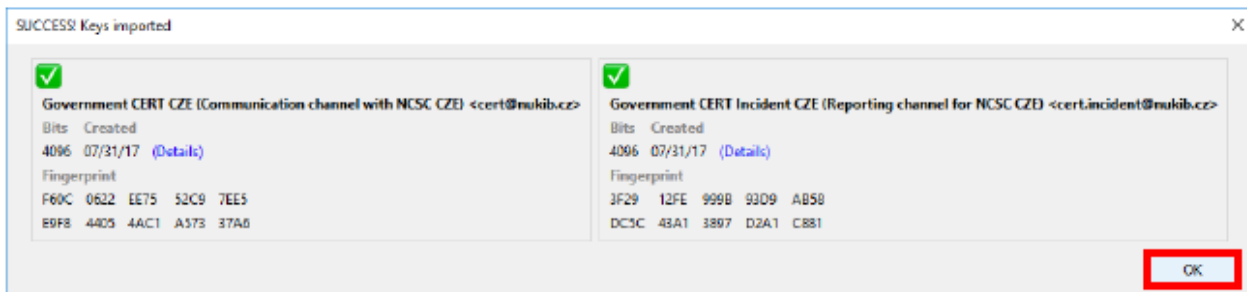 SUCCESS! Keys imported
Government CERT CZE (Communication channel with NCSC CZE) <cert@nukib.cz>
Bits Created
4096 07/31/17 (Details)
Fingerprint
F60C 0622 EE75 52C9 7EE5
E9F8 4405 4AC1 A573 37A6
Government CERT Incident CZE (Reporting channel for NCSC CZE) <cert.incident@nukib.cz>
Bits Created
4096 07/31/17 (Details)
Fingerprint
3F29 12FE 999B 93D9 AB58
DC5C 43A1 3897 D2A1 C881
OK